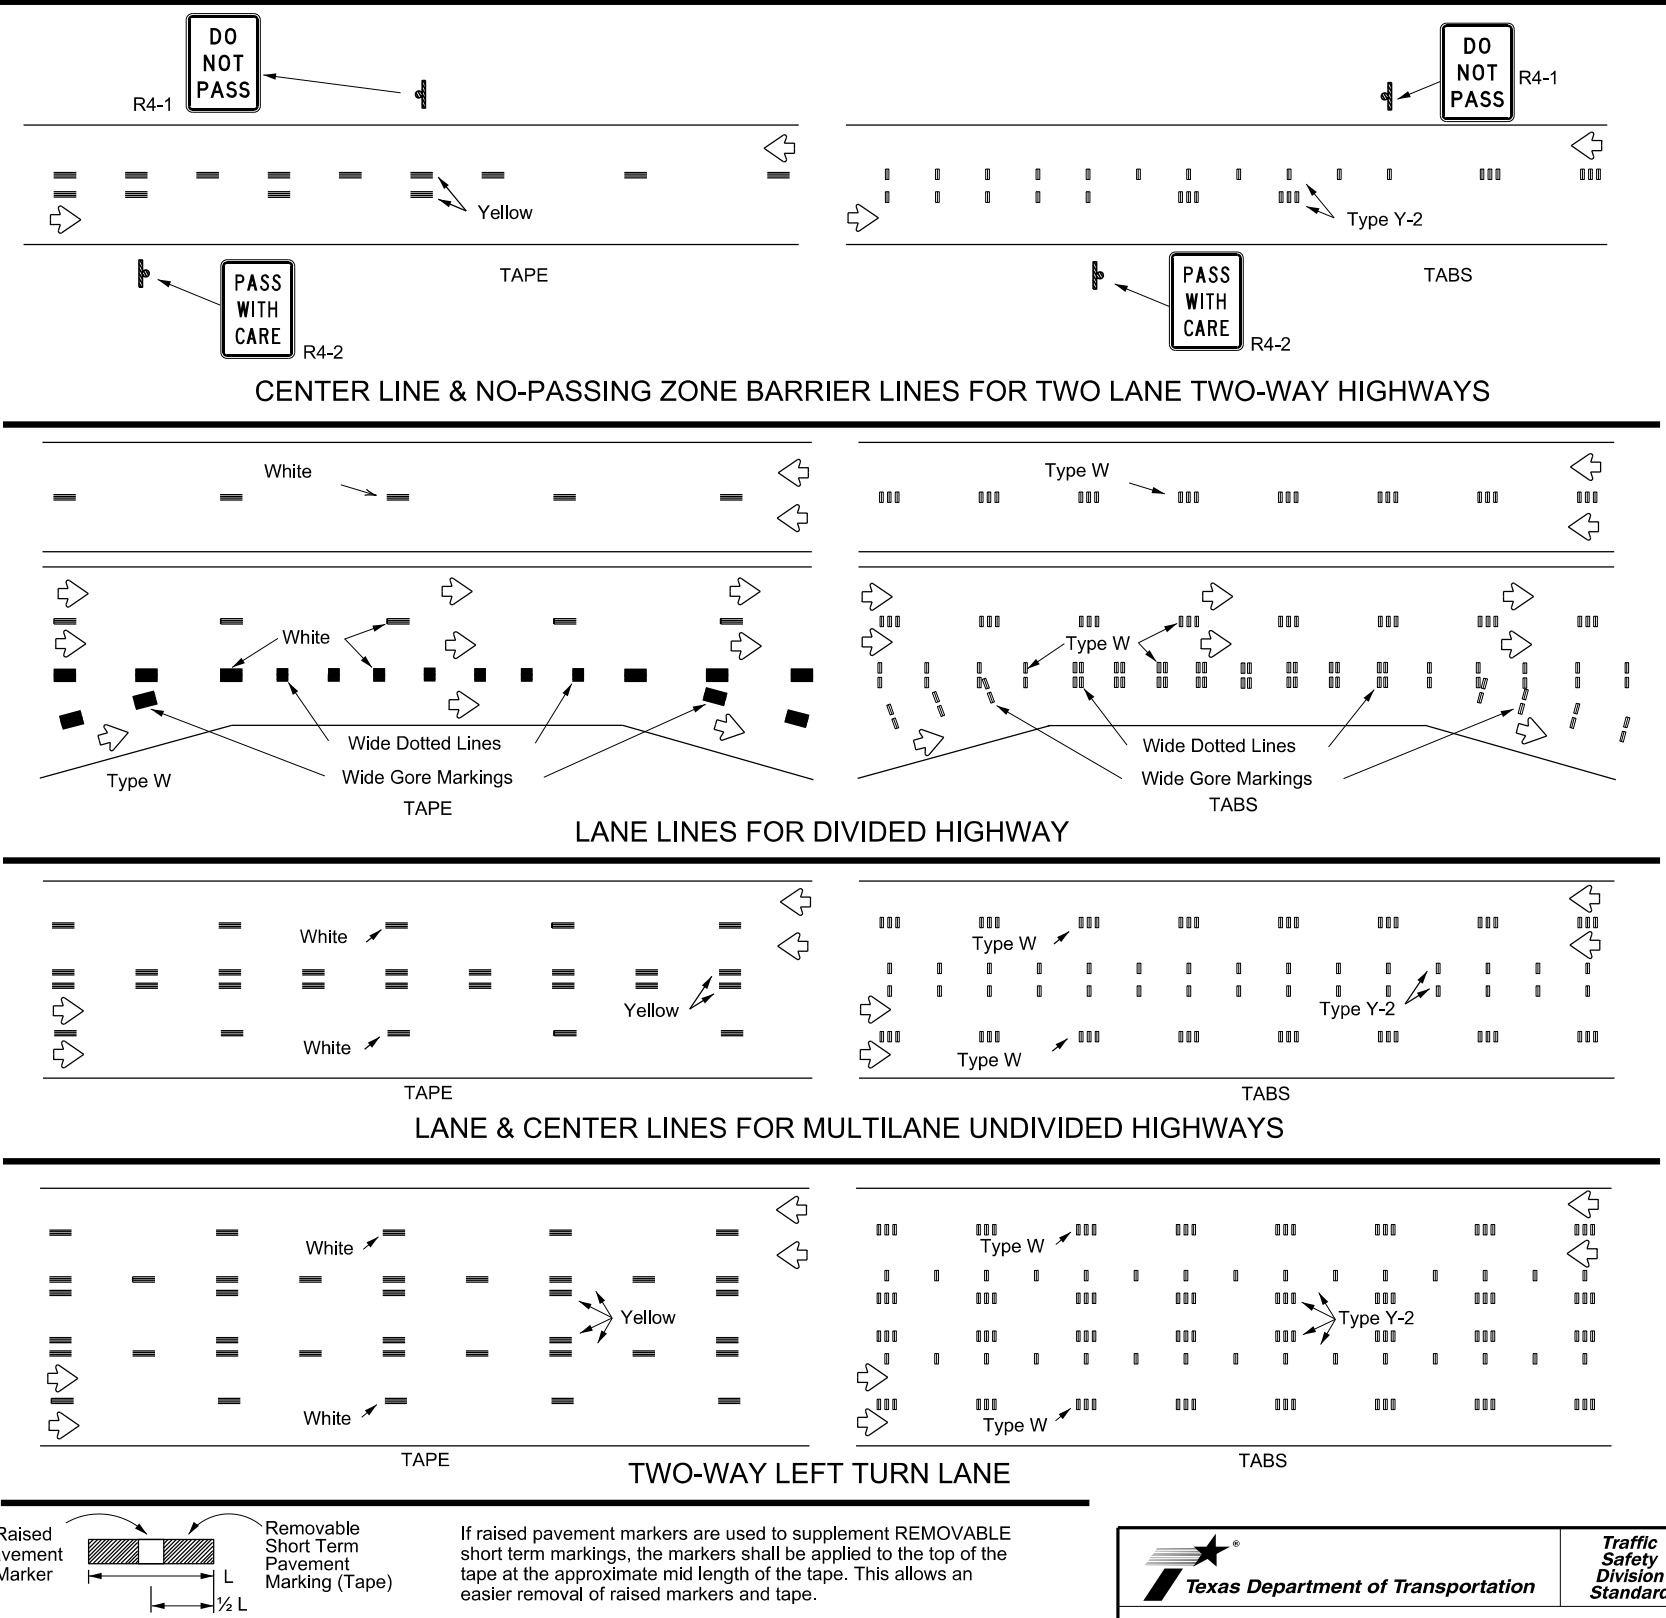 DO
NOT
PASS
R4-1
DO
NOT
PASS
R4-1
Yellow
Type Y-2
TAPE
TABS
PASS
WITH
CARE
R4-2
PASS
WITH
CARE
R4-2
CENTER LINE & NO-PASSING ZONE BARRIER LINES FOR TWO LANE TWO-WAY HIGHWAYS
White
Type W
White
Type W
Wide Dotted Lines
Wide Dotted Lines
Type W
Wide Gore Markings
Wide Gore Markings
TAPE
TABS
LANE LINES FOR DIVIDED HIGHWAY
White
Type W
Yellow
Type Y-2
White
Type W
TAPE
TABS
LANE & CENTER LINES FOR MULTILANE UNDIVIDED HIGHWAYS
White
Type W
Yellow
Type Y-2
White
Type W
TAPE
TABS
TWO-WAY LEFT TURN LANE
Raised
Pavement
Marker
Removable
Short Term
Pavement
Marking (Tape)
L
½ L
If raised pavement markers are used to supplement REMOVABLE
short term markings, the markers shall be applied to the top of the
tape at the approximate mid length of the tape. This allows an
easier removal of raised markers and tape.
®
Texas Department of Transportation
Traffic
Safety
Division
Standard